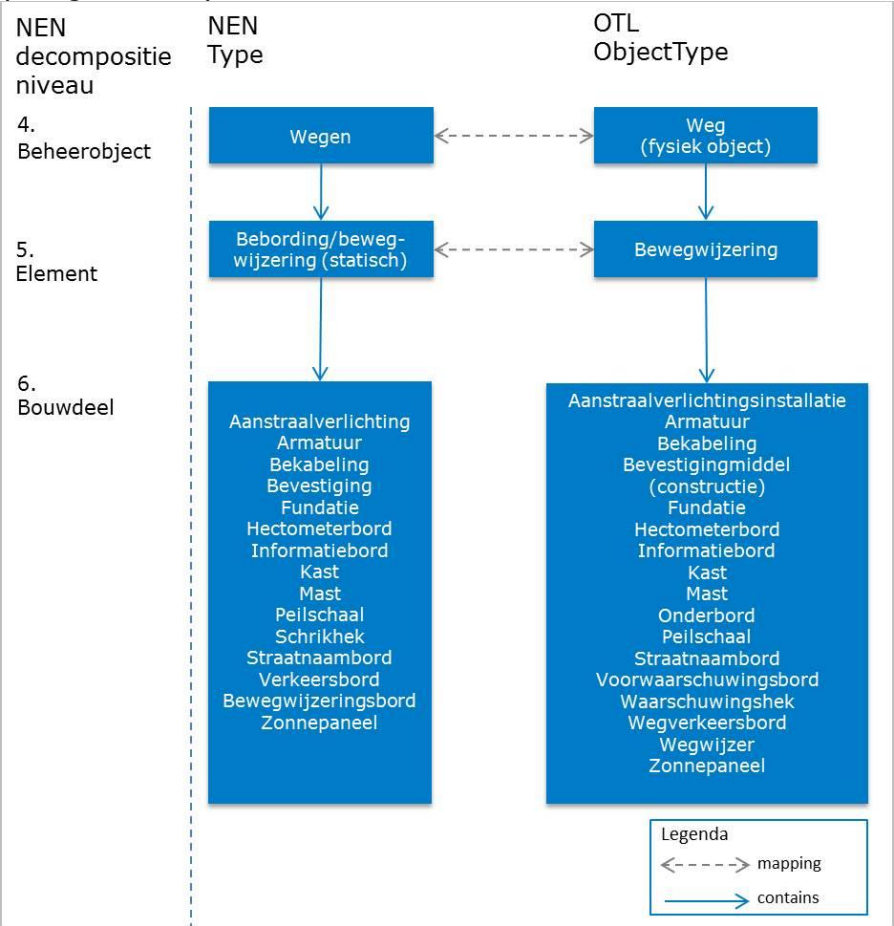 NEN
decompositie
niveau
NEN
Type
OTL
ObjectType
4.
Beheerobject
Wegen
Weg
(fysiek object)
5.
Element
Bebording/beweg-
wijzering (statisch)
Bewegwijzering
6.
Bouwdeel
Aanstraalverlichting
Armatuur
Bekabeling
Bevestiging
Fundatie
Hectometerbord
Informatiebord
Kast
Mast
Peilschaal
Schrikhek
Straatnaambord
Verkeersbord
Bewegwijzeringsbord
Zonnepaneel
Aanstraalverlichtingsinstallatie
Armatuur
Bekabeling
Bevestigingmiddel
(constructie)
Fundatie
Hectometerbord
Informatiebord
Kast
Mast
Onderbord
Peilschaal
Straatnaambord
Voorwaarschuwingsbord
Waarschuwingshek
Wegverkeersbord
Wegwijzer
Zonnepaneel
Legenda
mapping
contains